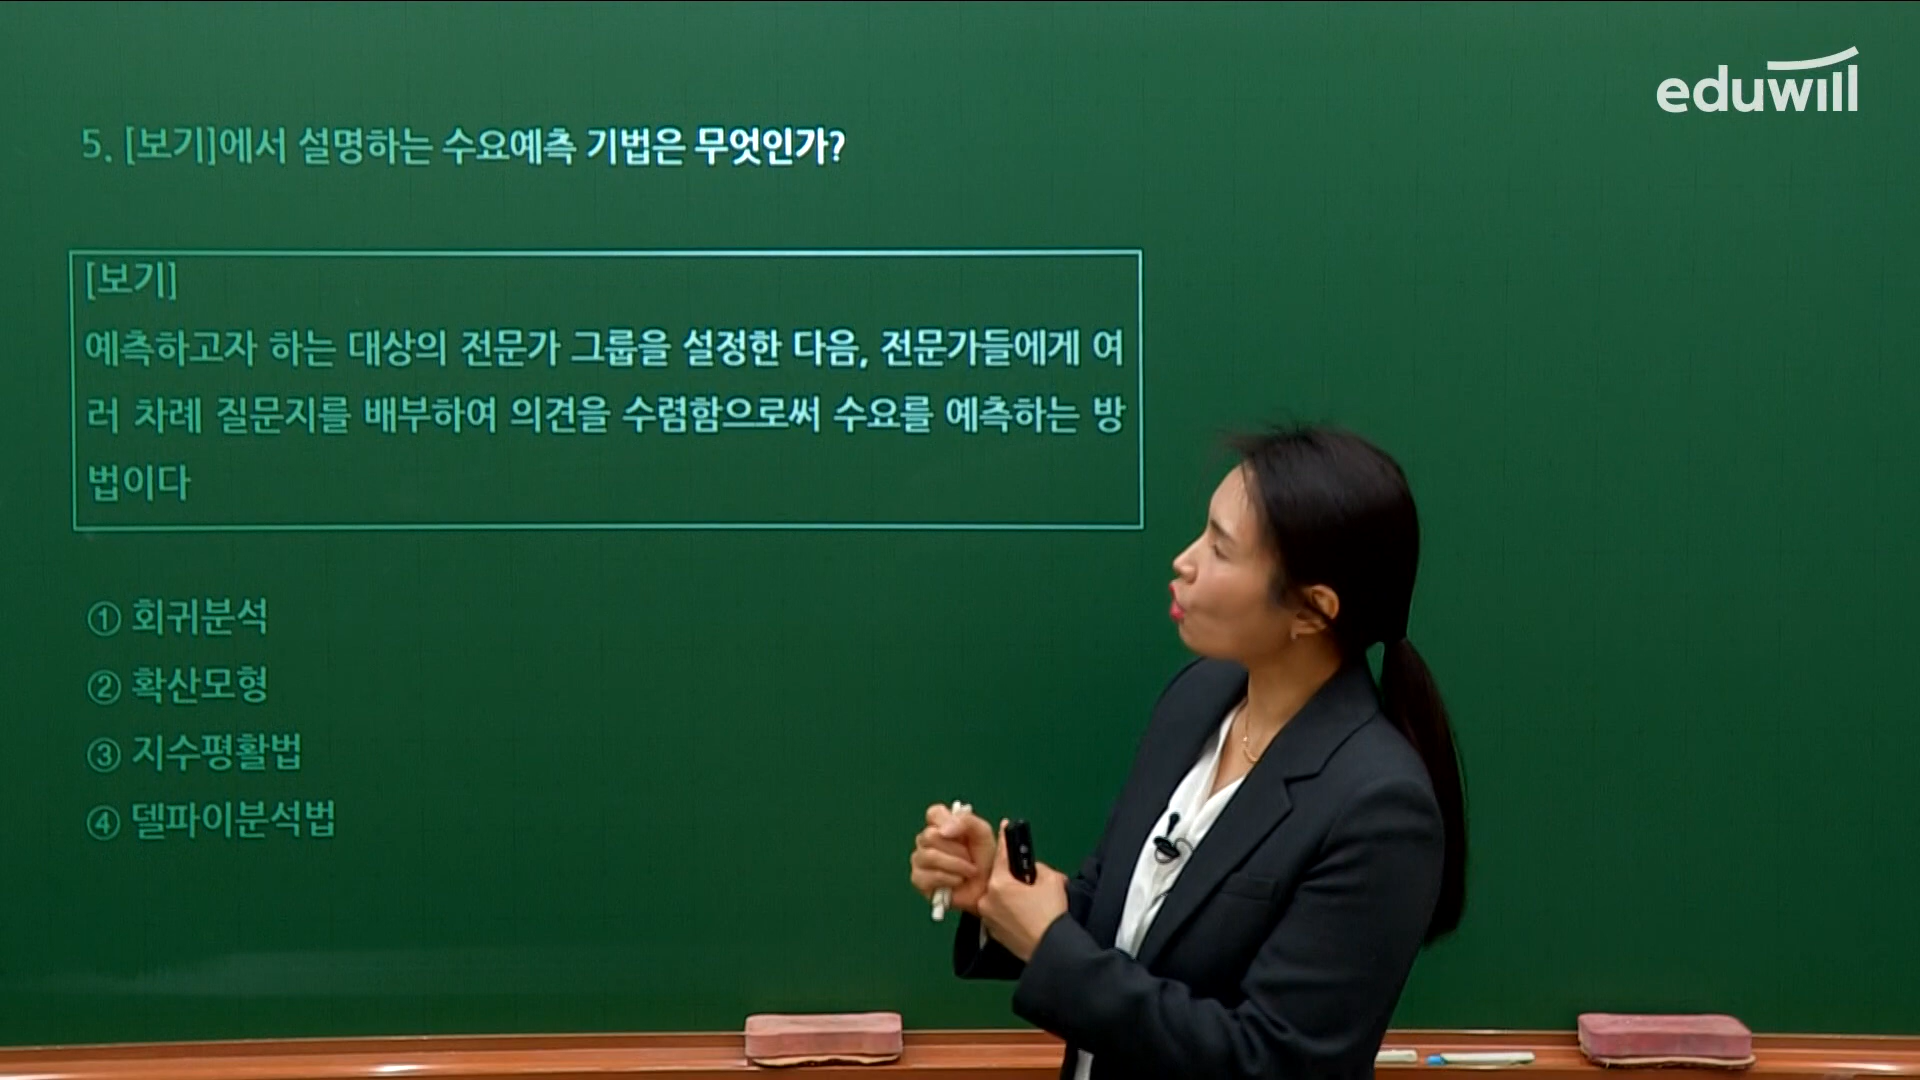 eduwill
5. [보기]에서 설명하는 수요예측 기법은 무엇인가?
[보기]
예측하고자 하는 대상의 전문가 그룹을 설정한 다음, 전문가들에게 여
러 차례 질문지를 배부하여 의견을 수렴함으로써 수요를 예측하는 방
법이다
① 회귀분석
② 확산모형
③ 지수평활법
④ 델파이분석법